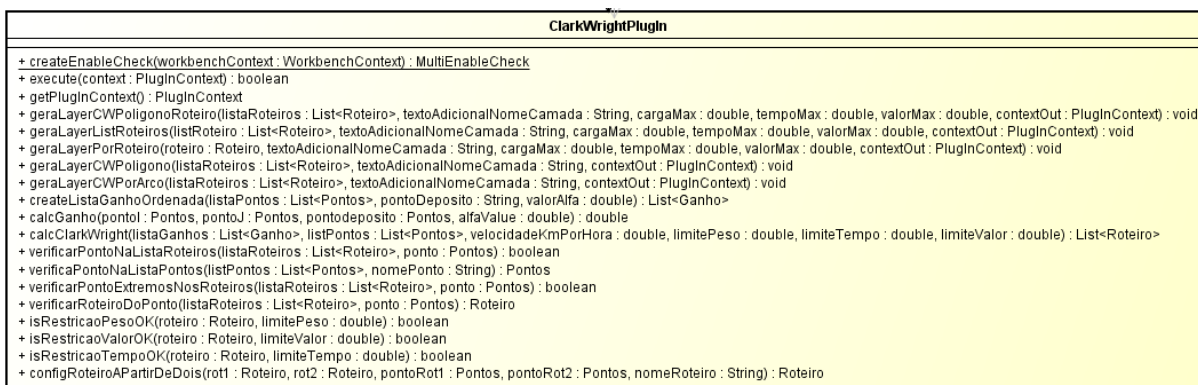 ClarkWrightPlugIn
+ createEnableCheck(workbenchContext : WorkbenchContext) : MultiEnableCheck
+ execute(context : PlugInContext) : boolean
+ getPlugInContext() : PlugInContext
+ geraLayerCWPoligonoRoteiro(listaRoteiros : List<Roteiro>, textoAdicionalNomeCamada : String, cargaMax : double, tempoMax : double, valorMax : double, contextOut : PlugInContext) : void
+ geraLayerListRoteiros(listRoteiro : List<Roteiro>, textoAdicionalNomeCamada : String, cargaMax : double, tempoMax : double, valorMax : double, contextOut : PlugInContext) : void
+ geraLayerPorRoteiro(roteiro : Roteiro, textoAdicionalNomeCamada : String, cargaMax : double, tempoMax : double, valorMax : double, contextOut : PlugInContext) : void
+ geraLayerCWPoligono(listaRoteiros : List<Roteiro>, textoAdicionalNomeCamada : String, contextOut : PlugInContext) : void
+ geraLayerCWPorArco(listaRoteiros : List<Roteiro>, textoAdicionalNomeCamada : String, contextOut : PlugInContext) : void
+ createListaGanhoOrdenada(listaPontos : List<Pontos>, pontoDeposito : String, valorAlfa : double) : List<Ganho>
+ calcGanho(pontoI : Pontos, pontoJ : Pontos, pontodeposito : Pontos, alfaValue : double) : double
+ calcClarkWright(listaGanhos : List<Ganho>, listPontos : List<Pontos>, velocidadeKmPorHora : double, limitePeso : double, limiteTempo : double, limiteValor : double) : List<Roteiro>
+ verificarPontoNaListaRoteiros(listaRoteiros : List<Roteiro>, ponto : Pontos) : boolean
+ verificaPontoNaListaPontos(listPontos : List<Pontos>, nomePonto : String) : Pontos
+ verificarPontoExtremosNosRoteiros(listaRoteiros : List<Roteiro>, ponto : Pontos) : boolean
+ verificarRoteiroDoPonto(listaRoteiros : List<Roteiro>, ponto : Pontos) : Roteiro
+ isRestricaoPesoOK(roteiro : Roteiro, limitePeso : double) : boolean
+ isRestricaoValorOK(roteiro : Roteiro, limiteValor : double) : boolean
+ isRestricaoTempoOK(roteiro : Roteiro, limiteTempo : double) : boolean
+ configRoteiroAPartirDeDois(rot1 : Roteiro, rot2 : Roteiro, pontoRot1 : Pontos, pontoRot2 : Pontos, nomeRoteiro : String) : Roteiro